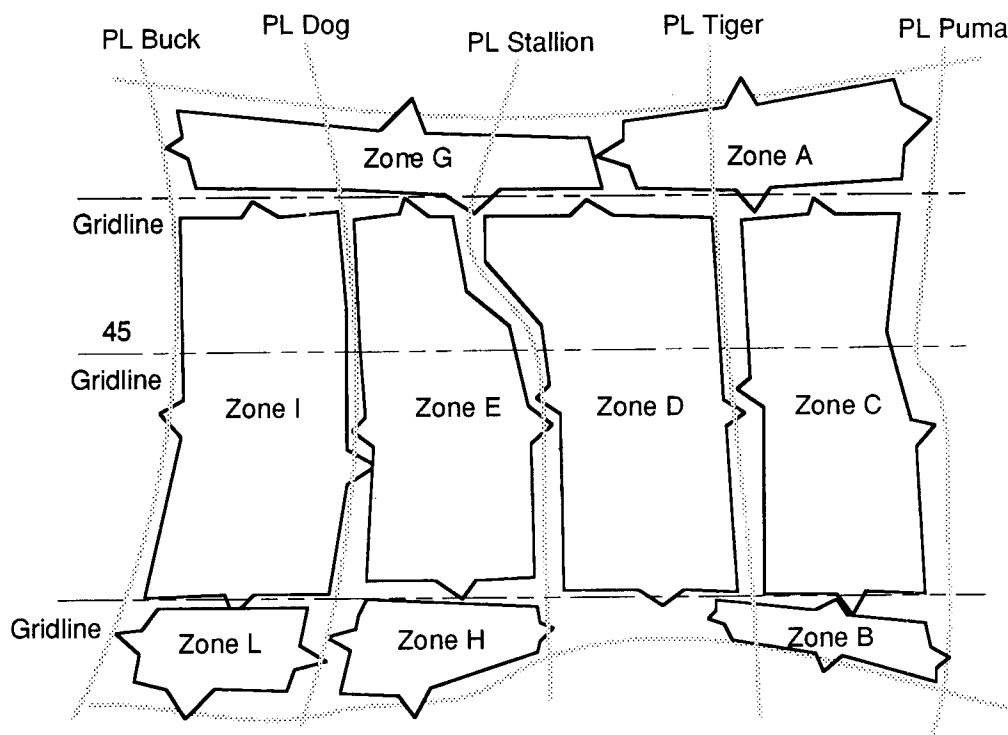 PL Buck
PL Dog
PL Stallion
PL Tiger
PL Puma
Zone G
Zone A
Gridline
45
Gridline
Zone I
Zone E
Zone D
Zone C
Gridline
Zone L
Zone H
Zone B